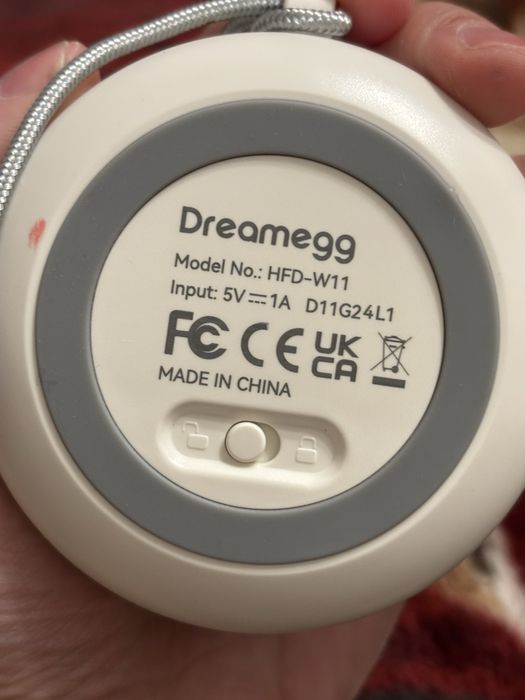 Dreamegg
Model No.: HFD-W11
Input: 5V⎓1A D11G24L1
FC CE UK
CA
MADE IN CHINA